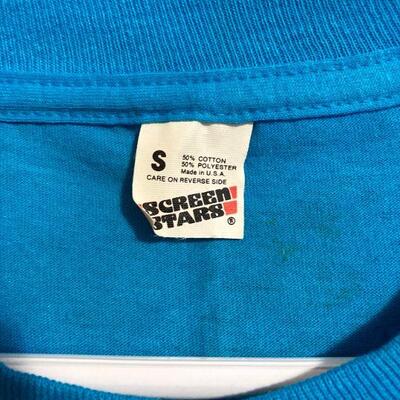 S
50% COTTON
50% POLYESTER
Made in U.S.A.
CARE ON REVERSE SIDE
SCREEN
STARS!
®